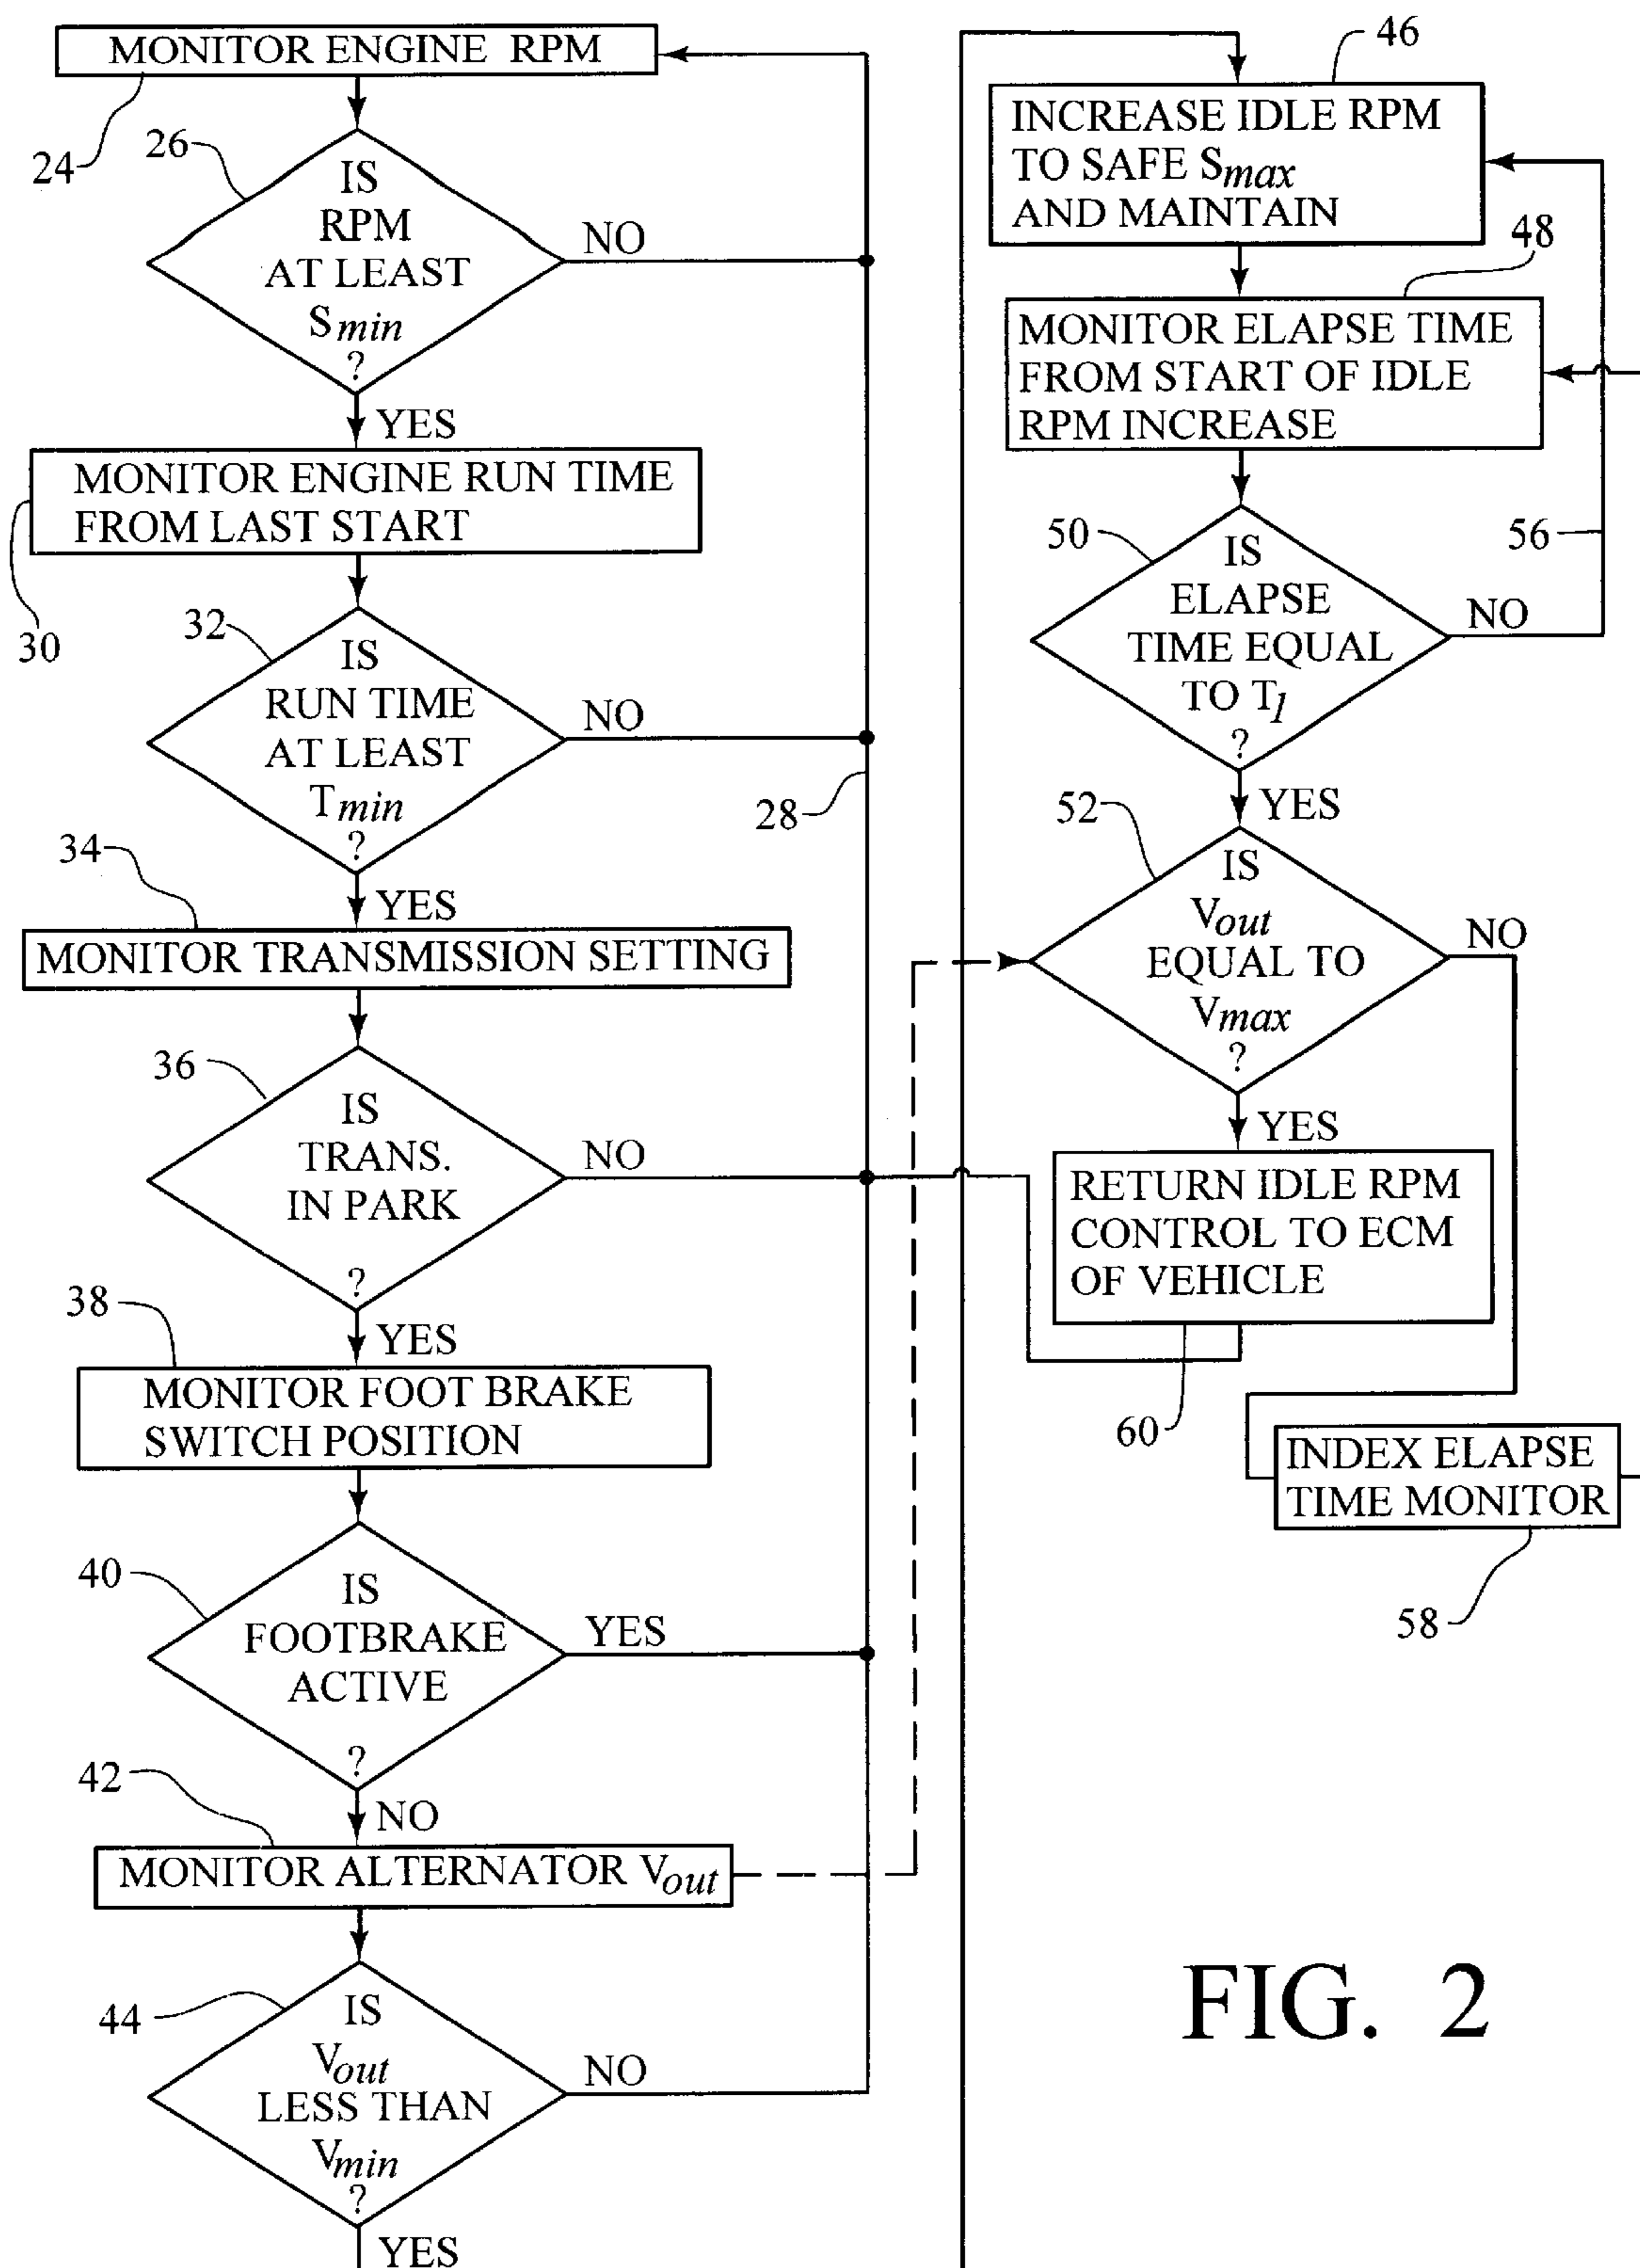 MONITOR ENGINE RPM
24
26
IS
RPM
AT LEAST
Smin
?
NO
YES
MONITOR ENGINE RUN TIME
FROM LAST START
30
32
IS
RUN TIME
AT LEAST
Tmin
?
NO
28
YES
34
MONITOR TRANSMISSION SETTING
36
IS
TRANS.
IN PARK
?
NO
YES
38
MONITOR FOOT BRAKE
SWITCH POSITION
40
IS
FOOTBRAKE
ACTIVE
?
YES
NO
42
MONITOR ALTERNATOR Vout
44
IS
Vout
LESS THAN
Vmin
?
NO
YES
46
INCREASE IDLE RPM
TO SAFE Smax
AND MAINTAIN
48
MONITOR ELAPSE TIME
FROM START OF IDLE
RPM INCREASE
50
IS
ELAPSE
TIME EQUAL
TO T1
?
NO
56
YES
52
IS
Vout
EQUAL TO
Vmax
?
NO
YES
RETURN IDLE RPM
CONTROL TO ECM
OF VEHICLE
60
INDEX ELAPSE
TIME MONITOR
58
FIG. 2